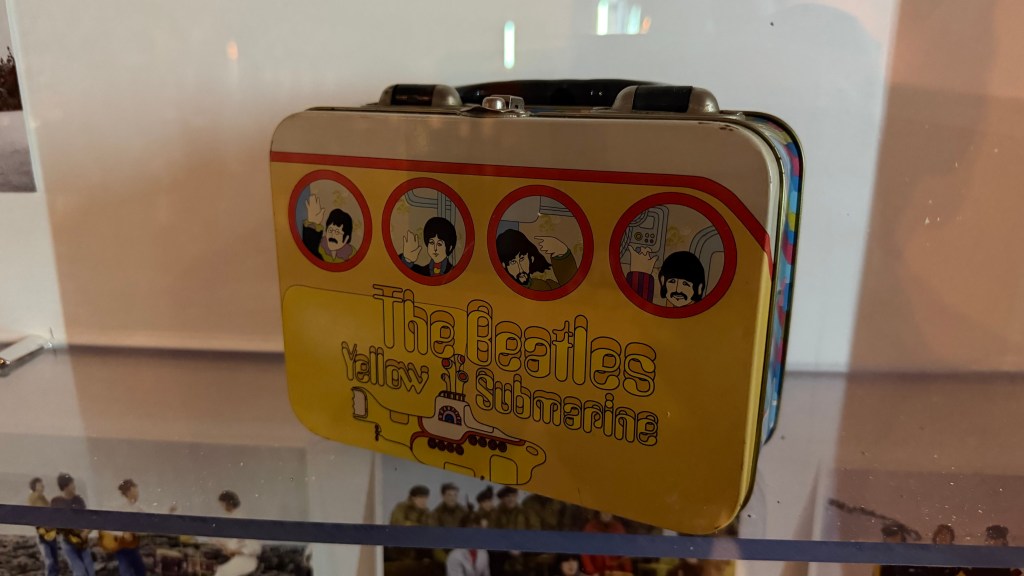 The Beatles
Yellow Submarine